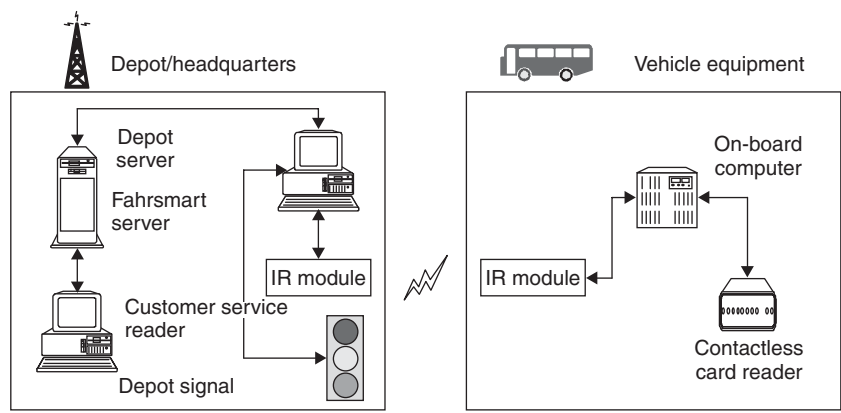 Depot/headquarters
Vehicle equipment
Depot
server
Fahrsmart
server
IR module
Customer service
reader
Depot signal
On-board
computer
IR module
Contactless
card reader